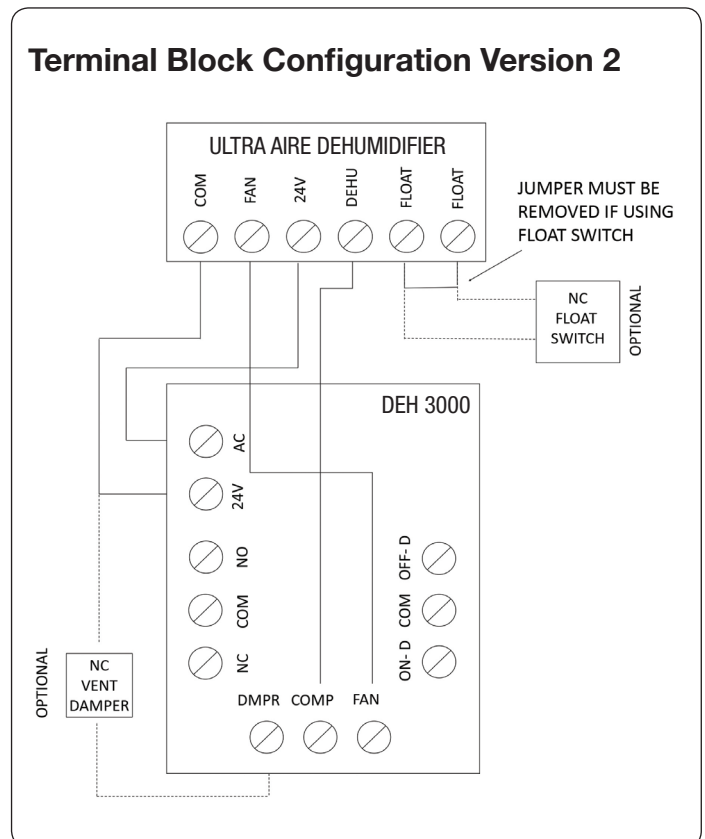 Terminal Block Configuration Version 2
ULTRA AIRE DEHUMIDIFIER
COM
FAN
24V
DEHU
FLOAT
FLOAT
JUMPER MUST BE
REMOVED IF USING
FLOAT SWITCH
NC
FLOAT
SWITCH
OPTIONAL
DEH 3000
AC
24V
NO
COM
NC
OFF- D
COM
ON- D
DMPR COMP FAN
OPTIONAL
NC
VENT
DAMPER